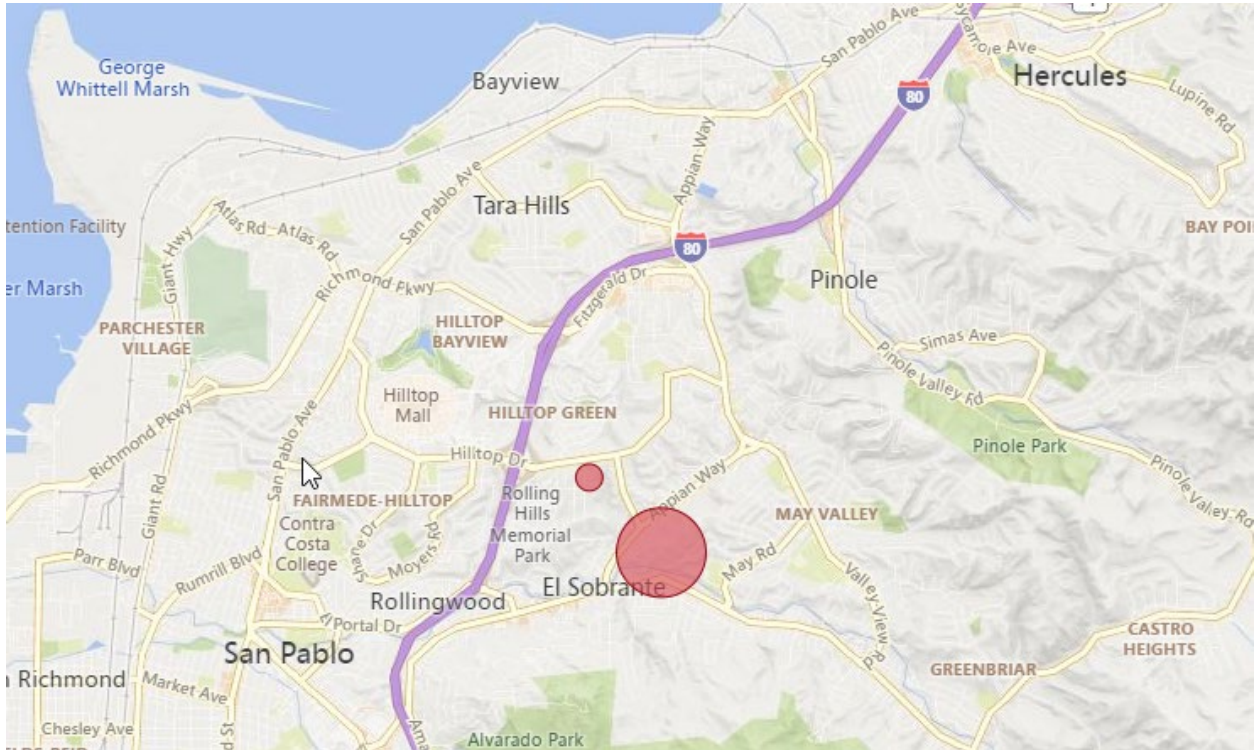 San Pablo Ave
Sycamore Ave
George
Whittell Marsh
Bayview
80
Hercules
Lupine Rd
Appian Way
San Pablo Ave
Tara Hills
tention Facility
Atlas Rd
Atlas Rd
80
BAY POI
Giant Hwy
Richmond Pkwy
Fitzgerald Dr
Pinole
er Marsh
PARCHESTER
VILLAGE
HILLTOP
BAYVIEW
Simas Ave
Pinole Valley Rd
Hilltop
Mall
HILLTOP GREEN
Richmond Pkwy
San Pablo Ave
Pinole Park
Hilltop Dr
Pinole Valley Rd
Giant Rd
FAIRMEDE-HILLTOP
Rolling
Hills
Memorial
Park
Appian Way
MAY VALLEY
Contra
Costa
College
Shane Dr
Moyers Rd
Parr Blvd
Rumrill Blvd
May Rd
El Sobrante
Valley View Rd
Rollingwood
El Portal Dr
San Pablo
CASTRO
HEIGHTS
GREENBRIAR
Richmond
Market Ave
Chesley Ave
Alvarado Park